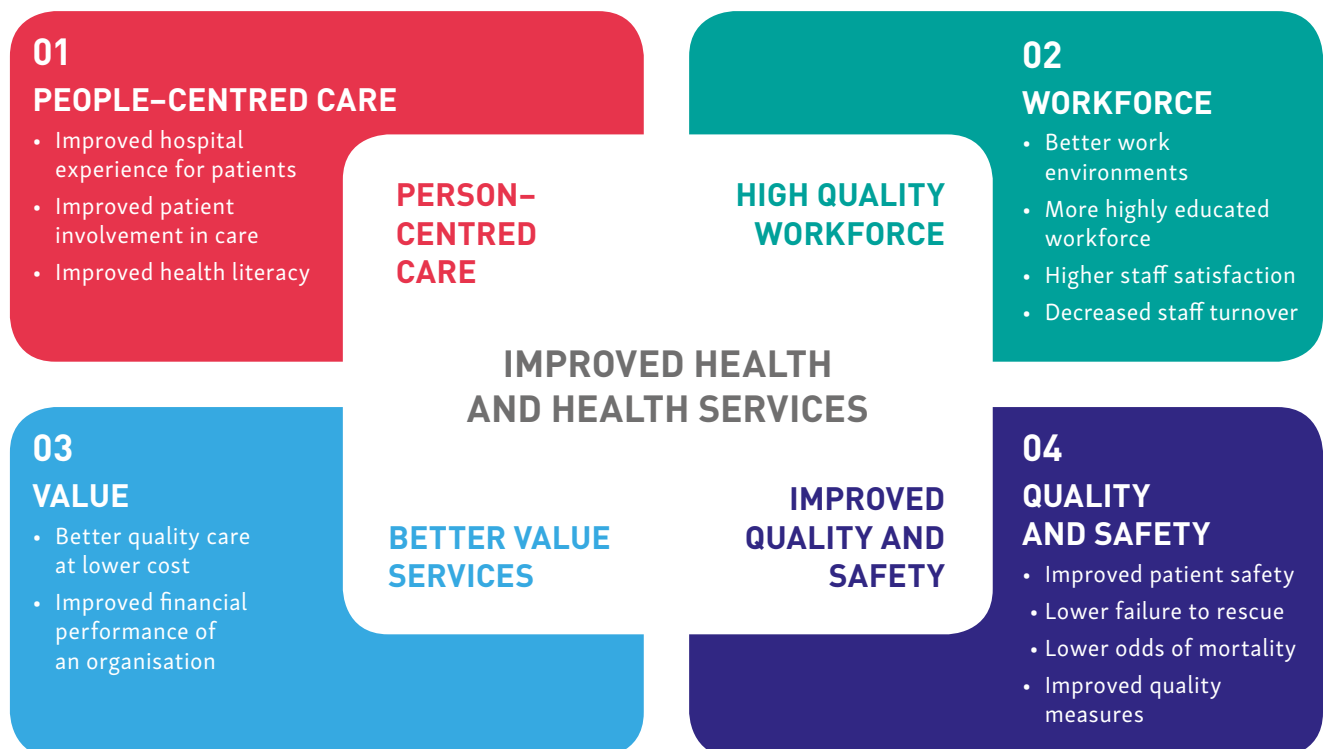 01
PEOPLE–CENTRED CARE
• Improved hospital
experience for patients
• Improved patient
involvement in care
• Improved health literacy
PERSON–
CENTRED
CARE
02
WORKFORCE
• Better work
environments
• More highly educated
workforce
• Higher staff satisfaction
• Decreased staff turnover
HIGH QUALITY
WORKFORCE
IMPROVED HEALTH
AND HEALTH SERVICES
03
VALUE
• Better quality care
at lower cost
• Improved financial
performance of
an organisation
BETTER VALUE
SERVICES
IMPROVED
QUALITY AND
SAFETY
04
QUALITY
AND SAFETY
• Improved patient safety
• Lower failure to rescue
• Lower odds of mortality
• Improved quality
measures